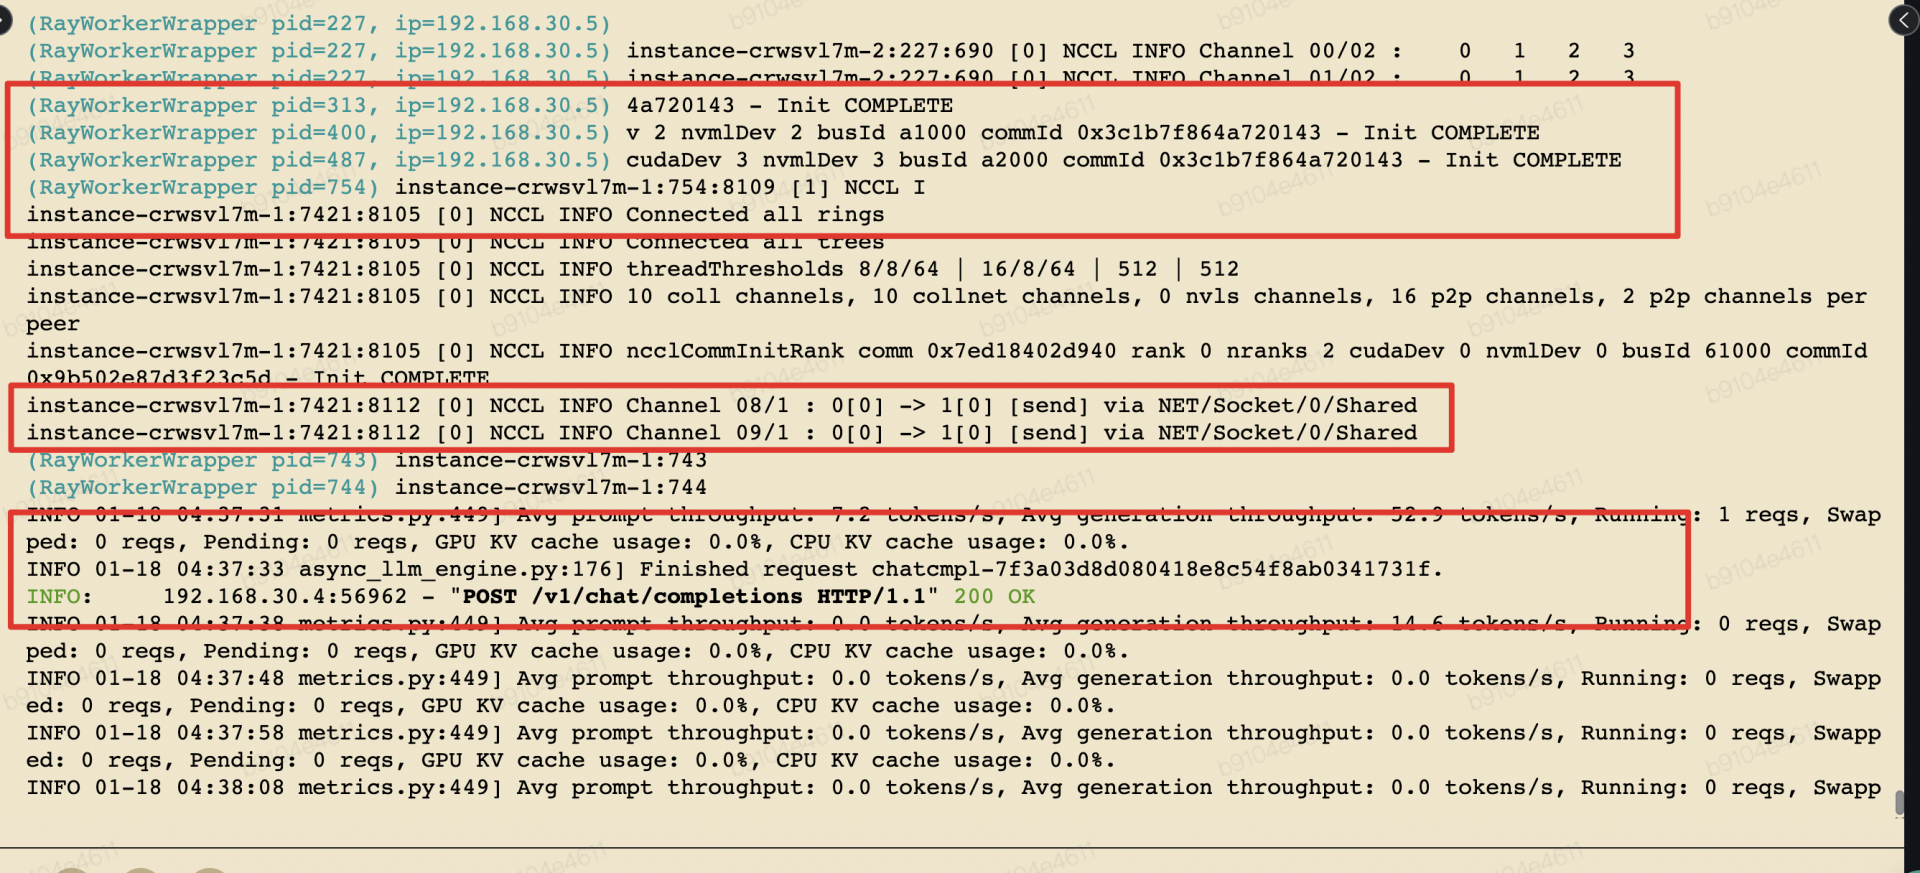 (RayWorkerWrapper pid=227, ip=192.168.30.5)
(RayWorkerWrapper pid=227, ip=192.168.30.5) instance-crwsvl7m-2:227:690 [0] NCCL INFO Channel 00/02 :    0   1   2   3
(RayWorkerWrapper pid=227, ip=192.168.30.5) instance-crwsvl7m-2:227:690 [0] NCCL INFO Channel 01/02 :    0   1   2   3
(RayWorkerWrapper pid=313, ip=192.168.30.5) 4a720143 - Init COMPLETE
(RayWorkerWrapper pid=400, ip=192.168.30.5) v 2 nvmlDev 2 busId a1000 commId 0x3c1b7f864a720143 - Init COMPLETE
(RayWorkerWrapper pid=487, ip=192.168.30.5) cudaDev 3 nvmlDev 3 busId a2000 commId 0x3c1b7f864a720143 - Init COMPLETE
(RayWorkerWrapper pid=754) instance-crwsvl7m-1:754:8109 [1] NCCL I
instance-crwsvl7m-1:7421:8105 [0] NCCL INFO Connected all rings
instance-crwsvl7m-1:7421:8105 [0] NCCL INFO Connected all trees
instance-crwsvl7m-1:7421:8105 [0] NCCL INFO threadThresholds 8/8/64 | 16/8/64 | 512 | 512
instance-crwsvl7m-1:7421:8105 [0] NCCL INFO 10 coll channels, 10 collnet channels, 0 nvls channels, 16 p2p channels, 2 p2p channels per
peer
instance-crwsvl7m-1:7421:8105 [0] NCCL INFO ncclCommInitRank comm 0x7ed18402d940 rank 0 nranks 2 cudaDev 0 nvmlDev 0 busId 61000 commId
0x9b502e87d3f23c5d - Init COMPLETE
instance-crwsvl7m-1:7421:8112 [0] NCCL INFO Channel 08/1 : 0[0] -> 1[0] [send] via NET/Socket/0/Shared
instance-crwsvl7m-1:7421:8112 [0] NCCL INFO Channel 09/1 : 0[0] -> 1[0] [send] via NET/Socket/0/Shared
(RayWorkerWrapper pid=743) instance-crwsvl7m-1:743
(RayWorkerWrapper pid=744) instance-crwsvl7m-1:744
INFO 01-18 04:37:31 metrics.py:449] Avg prompt throughput: 7.2 tokens/s, Avg generation throughput: 52.9 tokens/s, Running: 1 reqs, Swap
ped: 0 reqs, Pending: 0 reqs, GPU KV cache usage: 0.0%, CPU KV cache usage: 0.0%.
INFO 01-18 04:37:33 async_llm_engine.py:176] Finished request chatcmpl-7f3a03d8d080418e8c54f8ab0341731f.
INFO:     192.168.30.4:56962 - "POST /v1/chat/completions HTTP/1.1" 200 OK
INFO 01-18 04:37:38 metrics.py:449] Avg prompt throughput: 0.0 tokens/s, Avg generation throughput: 14.6 tokens/s, Running: 0 reqs, Swap
ped: 0 reqs, Pending: 0 reqs, GPU KV cache usage: 0.0%, CPU KV cache usage: 0.0%.
INFO 01-18 04:37:48 metrics.py:449] Avg prompt throughput: 0.0 tokens/s, Avg generation throughput: 0.0 tokens/s, Running: 0 reqs, Swapp
ed: 0 reqs, Pending: 0 reqs, GPU KV cache usage: 0.0%, CPU KV cache usage: 0.0%.
INFO 01-18 04:37:58 metrics.py:449] Avg prompt throughput: 0.0 tokens/s, Avg generation throughput: 0.0 tokens/s, Running: 0 reqs, Swapp
ed: 0 reqs, Pending: 0 reqs, GPU KV cache usage: 0.0%, CPU KV cache usage: 0.0%.
INFO 01-18 04:38:08 metrics.py:449] Avg prompt throughput: 0.0 tokens/s, Avg generation throughput: 0.0 tokens/s, Running: 0 reqs, Swapp
b9104e4611